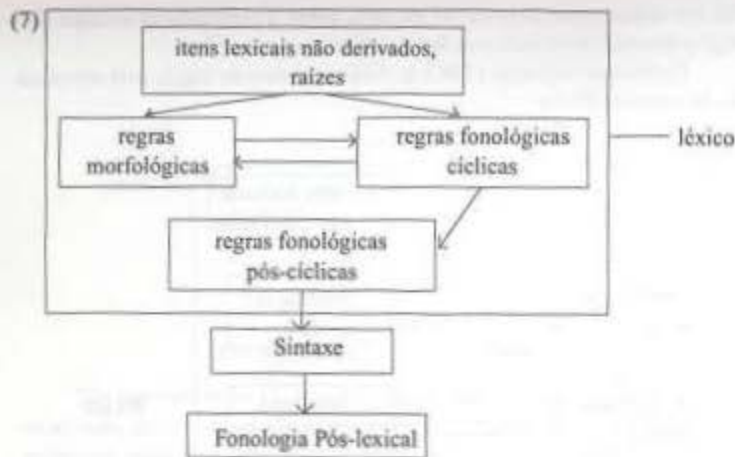 (7)
itens lexicais não derivados,
raízes
regras
morfológicas
regras fonológicas
cíclicas
léxico
regras fonológicas
pós-cíclicas
Sintaxe
Fonologia Pós-lexical